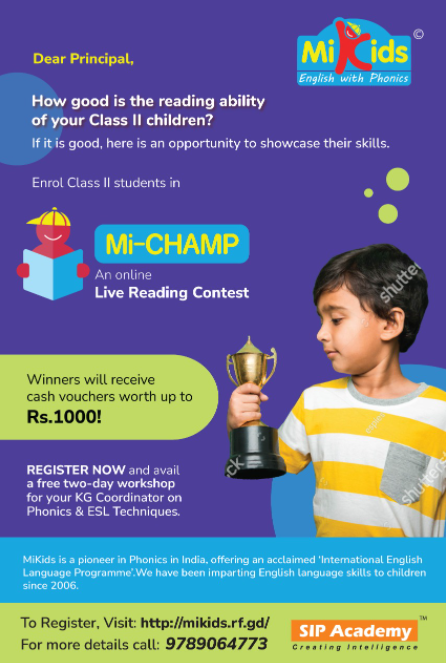 Dear Principal,
MiKids
©
English with Phonics
How good is the reading ability
of your Class II children?
If it is good, here is an opportunity to showcase their skills.
Enrol Class II students in
Mi-CHAMP
An online
Live Reading Contest
Winners will receive
cash vouchers worth up to
Rs.1000!
REGISTER NOW and avail
a free two-day workshop
for your KG Coordinator on
Phonics & ESL Techniques.
MiKids is a pioneer in Phonics in India, offering an acclaimed ‘International English
Language Programme’.We have been imparting English language skills to children
since 2006.
To Register, Visit: http://mikids.rf.gd/
For more details call: 9789064773
SIP Academy TM
Creating Intelligence